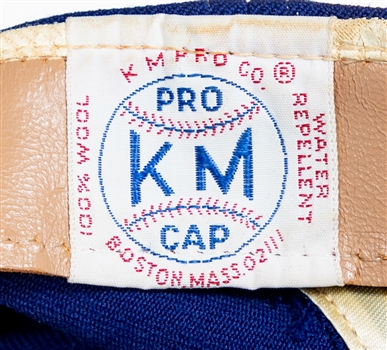 K M PRO CO.®
100% WOOL
PRO
KM
CAP
WATER
REPELLENT
BOSTON, MASS. 02111